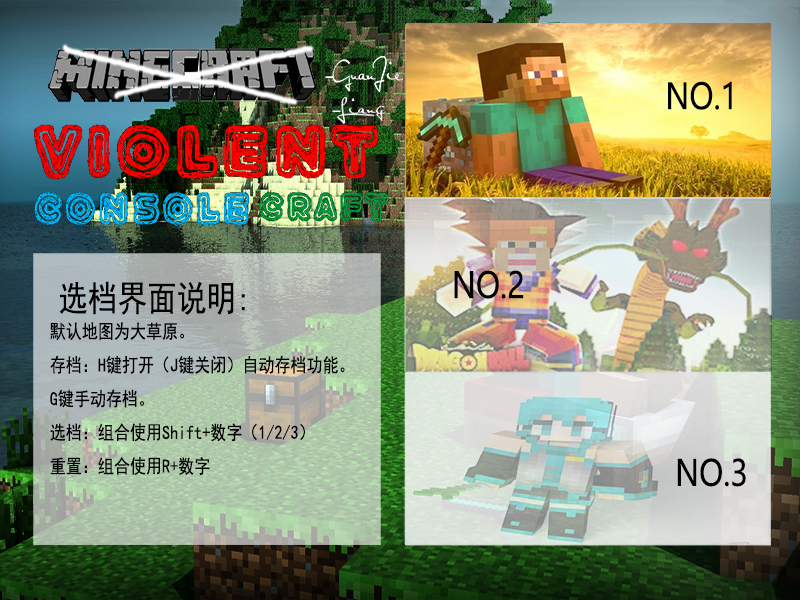 MINECRAFT
-GuanJie
-Liang
VIOLENT
CONSOLE CRAFT
选档界面说明:
默认地图为大草原。
存档：H键打开（J键关闭）自动存档功能。
G键手动存档。
选档：组合使用Shift+数字（1/2/3）
重置：组合使用R+数字
NO.1
NO.2
DRAGON BALL
NO.3